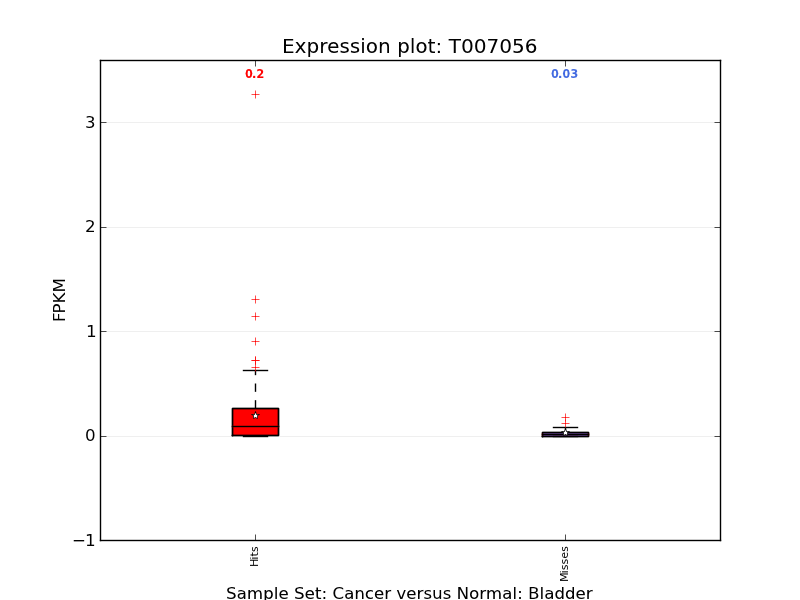 Expression plot: T007056
0.2
0.03
3
2
1
0
−1
FPKM
Hits
Misses
Sample Set: Cancer versus Normal: Bladder